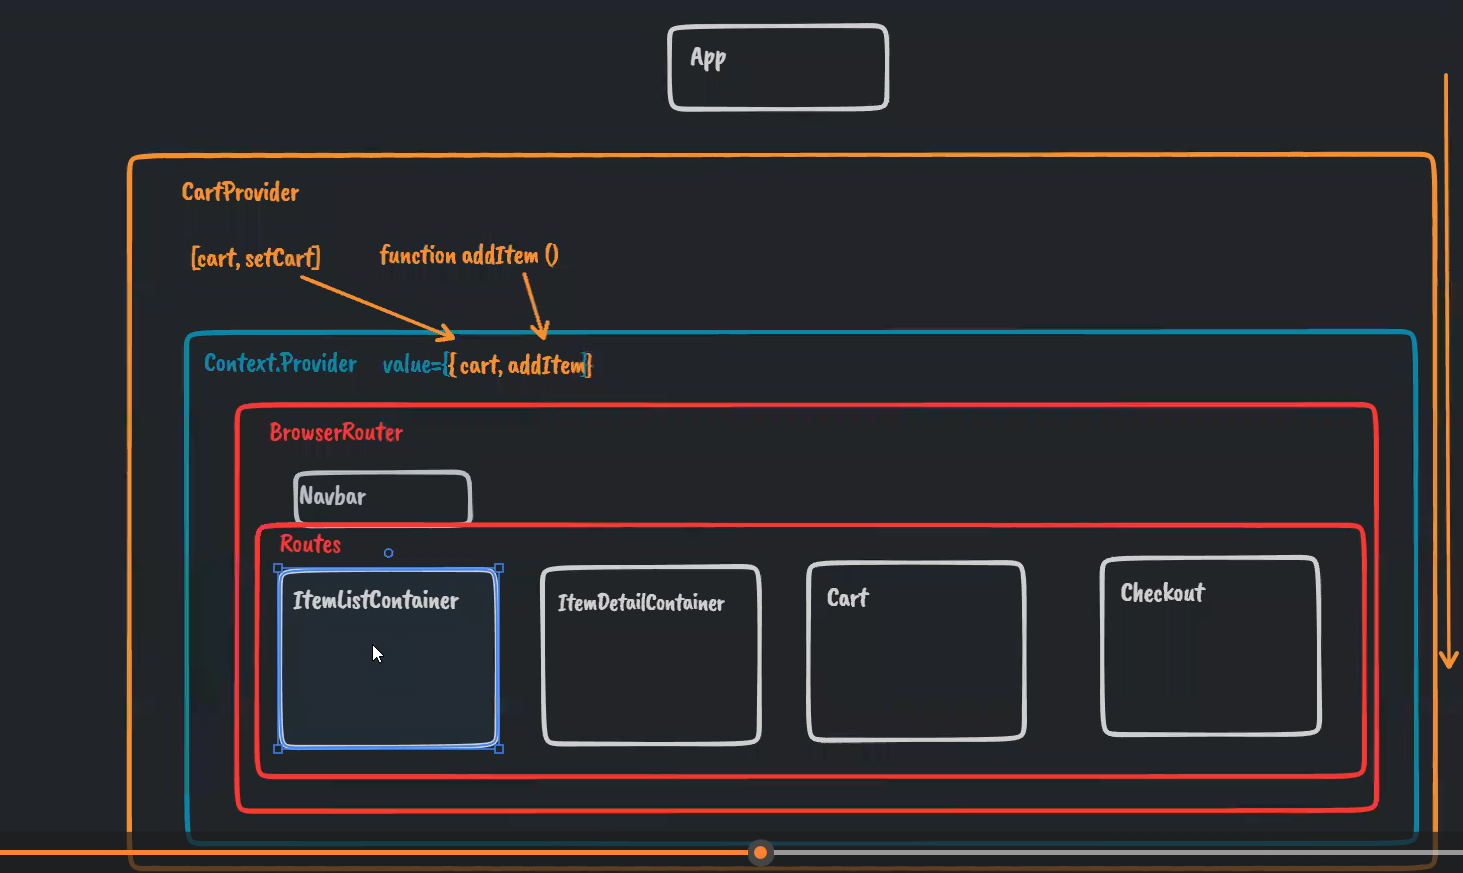 App
CartProvider
[cart, setCart] function addItem ()
Context.Provider value={{ cart, addItem}}
BrowserRouter
Navbar
Routes
ItemListContainer
ItemDetailContainer
Cart
Checkout